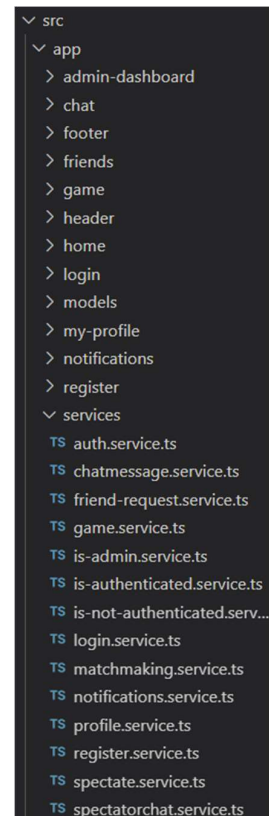 src
app
admin-dashboard
chat
footer
friends
game
header
home
login
models
my-profile
notifications
register
services
TS auth.service.ts
TS chatmessage.service.ts
TS friend-request.service.ts
TS game.service.ts
TS is-admin.service.ts
TS is-authenticated.service.ts
TS is-not-authenticated.serv...
TS login.service.ts
TS matchmaking.service.ts
TS notifications.service.ts
TS profile.service.ts
TS register.service.ts
TS spectate.service.ts
TS spectatorchat.service.ts